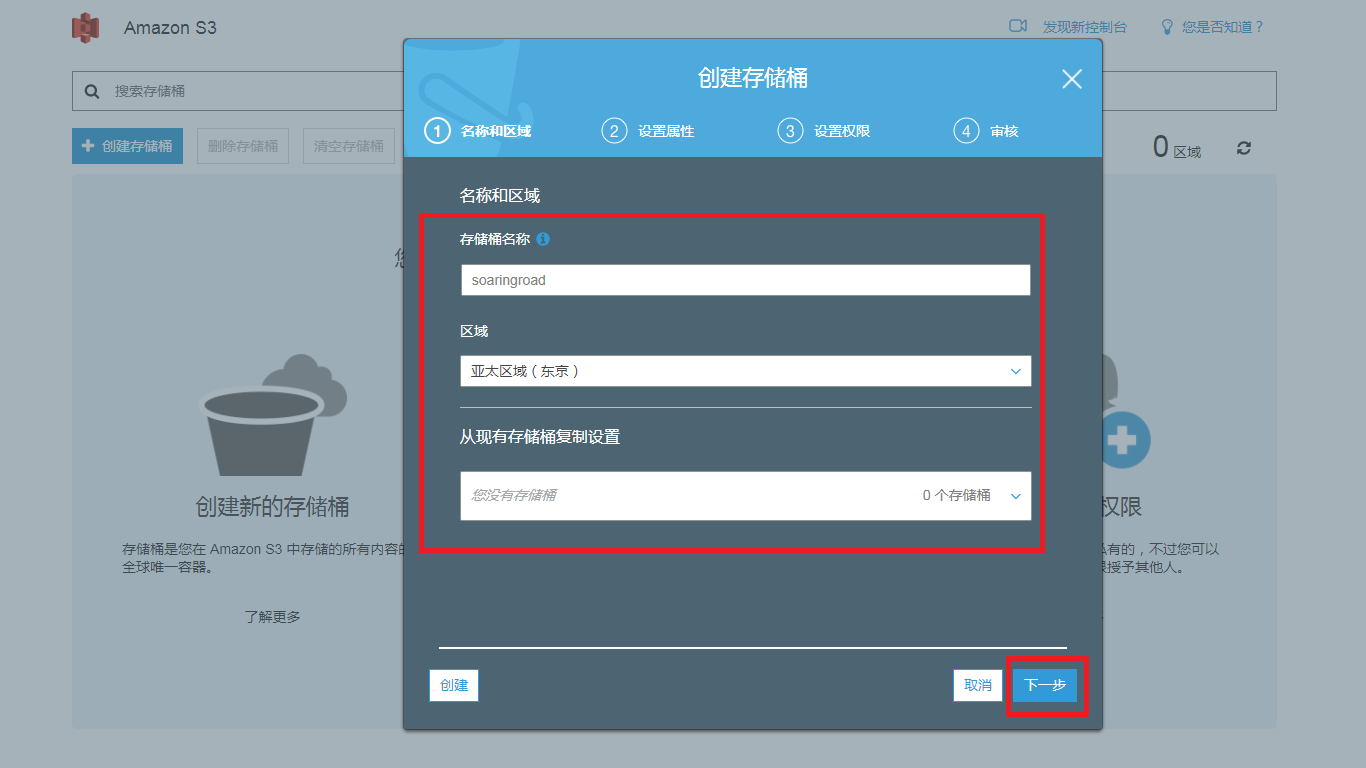 Amazon S3
发现新控制台
您是否知道?
搜索存储桶
创建存储桶
删除存储桶
清空存储桶
0 区域
创建存储桶
1 名称和区域
2 设置属性
3 设置权限
4 审核
名称和区域
存储桶名称
soaringroad
区域
亚太区域(东京)
从现有存储桶复制设置
您没有存储桶
0 个存储桶
创建
取消
下一步
创建新的存储桶
存储桶是您在 Amazon S3 中存储的所有内容的
全球唯一容器。
了解更多
权限
有的,不过您可以
授予其他人。